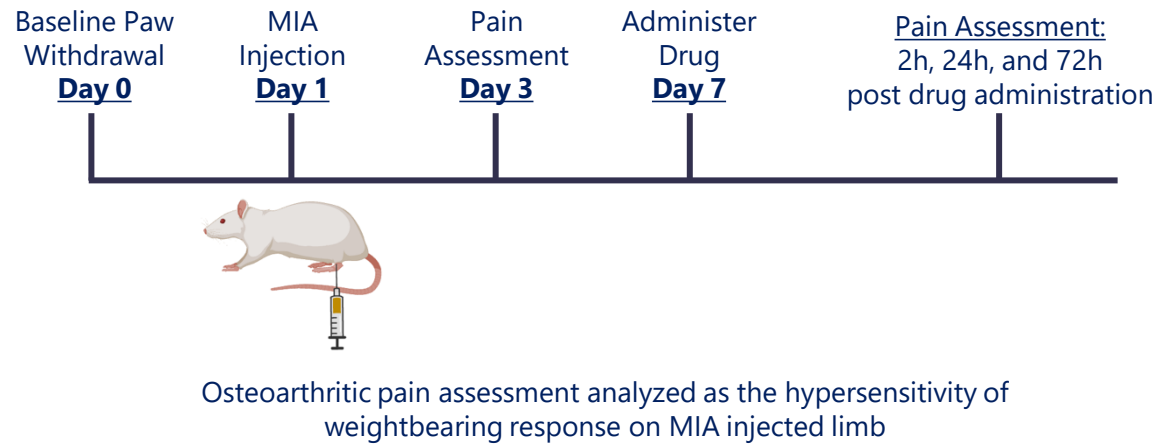 Baseline Paw
Withdrawal
Day 0
MIA
Injection
Day 1
Pain
Assessment
Day 3
Administer
Drug
Day 7
Pain Assessment:
2h, 24h, and 72h
post drug administration
Osteoarthritic pain assessment analyzed as the hypersensitivity of
weightbearing response on MIA injected limb